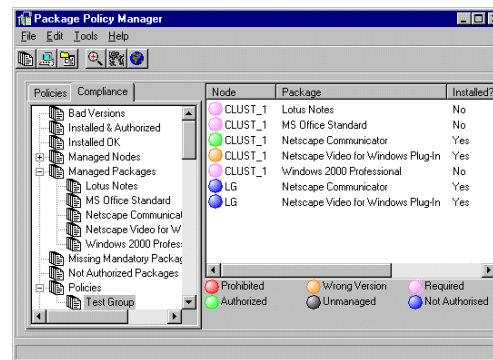 Package Policy Manager
File Edit Tools Help
Policies Compliance
Bad Versions
Installed & Authorized
Installed OK
Managed Nodes
Managed Packages
Lotus Notes
MS Office Standard
Netscape Communicat
Netscape Video for W
Windows 2000 Profes:
Missing Mandatory Packag
Not Authorized Packages
Policies
Test Group
Node Package Installed?
CLUST_1 Lotus Notes No
CLUST_1 MS Office Standard No
CLUST_1 Netscape Communicator Yes
CLUST_1 Netscape Video for Windows Plug-In Yes
CLUST_1 Windows 2000 Professional No
LG Netscape Communicator Yes
LG Netscape Video for Windows Plug-In Yes
Prohibited Wrong Version Required
Authorized Unmanaged Not Authorised